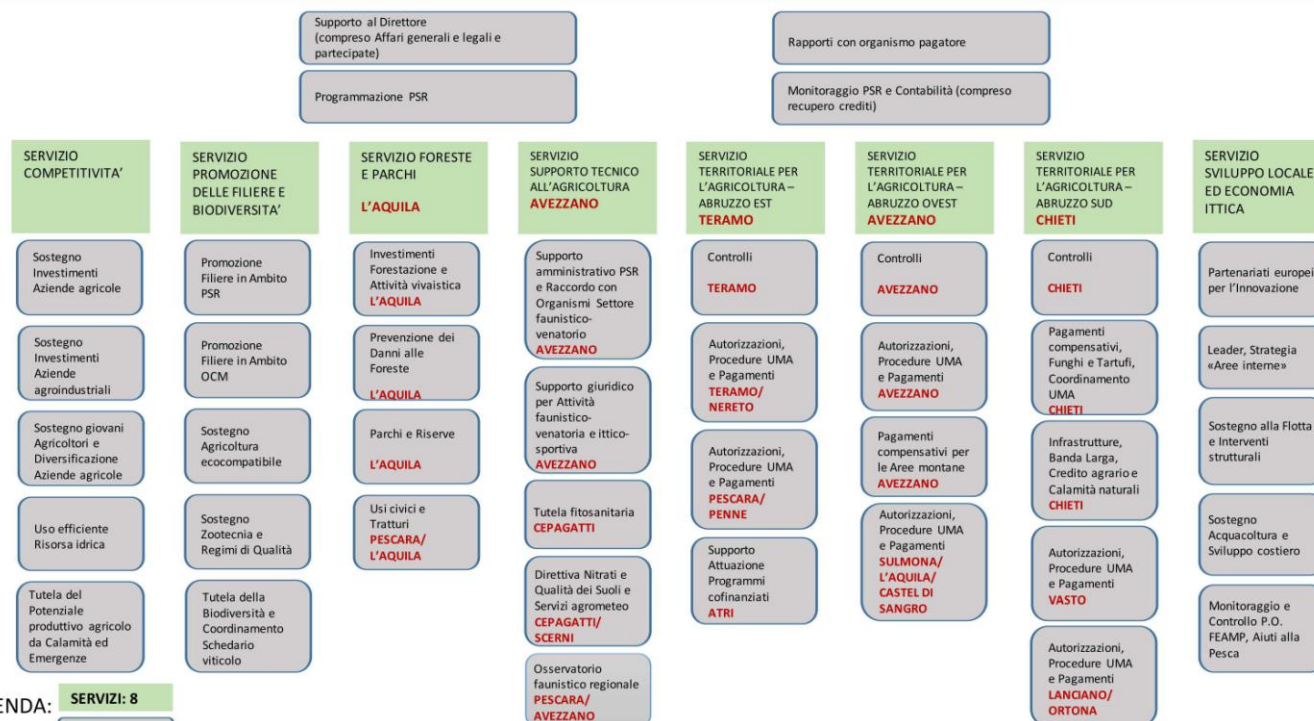 Supporto al Direttore
(compreso Affari generali e legali e
partecipate)
Rapporti con organismo pagatore
Programmazione PSR
Monitoraggio PSR e Contabilità (compreso
recupero crediti)
SERVIZIO
COMPETITIVITA’
Sostegno
Investimenti
Aziende agricole
Sostegno
Investimenti
Aziende
agroindustriali
Sostegno giovani
Agricoltori e
Diversificazione
Aziende agricole
Uso efficiente
Risorsa idrica
Tutela del
Potenziale
produttivo agricolo
da Calamità ed
Emergenze
SERVIZIO
PROMOZIONE
DELLE FILIERE E
BIODIVERSITA’
Promozione
Filiere in Ambito
PSR
Promozione
Filiere in Ambito
OCM
Sostegno
Agricoltura
ecocompatibile
Sostegno
Zootecnia e
Regimi di Qualità
Tutela della
Biodiversità e
Coordinamento
Schedario
viticolo
SERVIZIO FORESTE
E PARCHI
L’AQUILA
Investimenti
Forestazione e
Attività vivaistica
L’AQUILA
Prevenzione dei
Danni alle
Foreste
L’AQUILA
Parchi e Riserve
L’AQUILA
Usi civici e
Tratturi
PESCARA/
L’AQUILA
SERVIZIO
SUPPORTO TECNICO
ALL’AGRICOLTURA
AVEZZANO
Supporto
amministrativo PSR
e Raccordo con
Organismi Settore
faunistico-
venatorio
AVEZZANO
Supporto giuridico
per Attività
faunistico-
venatoria e ittico-
sportiva
AVEZZANO
Tutela fitosanitaria
CEPAGATTI
Direttiva Nitrati e
Qualità dei Suoli e
Servizi agrometeo
CEPAGATTI/
SCERNI
Osservatorio
faunistico regionale
PESCARA/
AVEZZANO
SERVIZIO
TERRITORIALE PER
L’AGRICOLTURA –
ABRUZZO EST
TERAMO
Controlli
TERAMO
Autorizzazioni,
Procedure UMA
e Pagamenti
TERAMO/
NERETO
Autorizzazioni,
Procedure UMA
e Pagamenti
PESCARA/
PENNE
Supporto
Attuazione
Programmi
cofinanziati
ATRI
SERVIZIO
TERRITORIALE PER
L’AGRICOLTURA –
ABRUZZO OVEST
AVEZZANO
Controlli
AVEZZANO
Autorizzazioni,
Procedure UMA
e Pagamenti
AVEZZANO
Pagamenti
compensativi per
le Aree montane
AVEZZANO
Autorizzazioni,
Procedure UMA
e Pagamenti
SULMONA/
L’AQUILA/
CASTEL DI
SANGRO
SERVIZIO
TERRITORIALE PER
L’AGRICOLTURA –
ABRUZZO SUD
CHIETI
Controlli
CHIETI
Pagamenti
compensativi,
Funghi e Tartufi,
Coordinamento
UMA
CHIETI
Infrastrutture,
Banda Larga,
Credito agrario e
Calamità naturali
CHIETI
Autorizzazioni,
Procedure UMA
e Pagamenti
VASTO
Autorizzazioni,
Procedure UMA
e Pagamenti
LANCIANO/
ORTONA
SERVIZIO
SVILUPPO LOCALE
ED ECONOMIA
ITTICA
Partenariati europei
per l’Innovazione
Leader, Strategia
«Aree interne»
Sostegno alla Flotta
e Interventi
strutturali
Sostegno
Acquacoltura e
Sviluppo costiero
Monitoraggio e
Controllo P.O.
FEAMP, Aiuti alla
Pesca
ENDA:
SERVIZI: 8